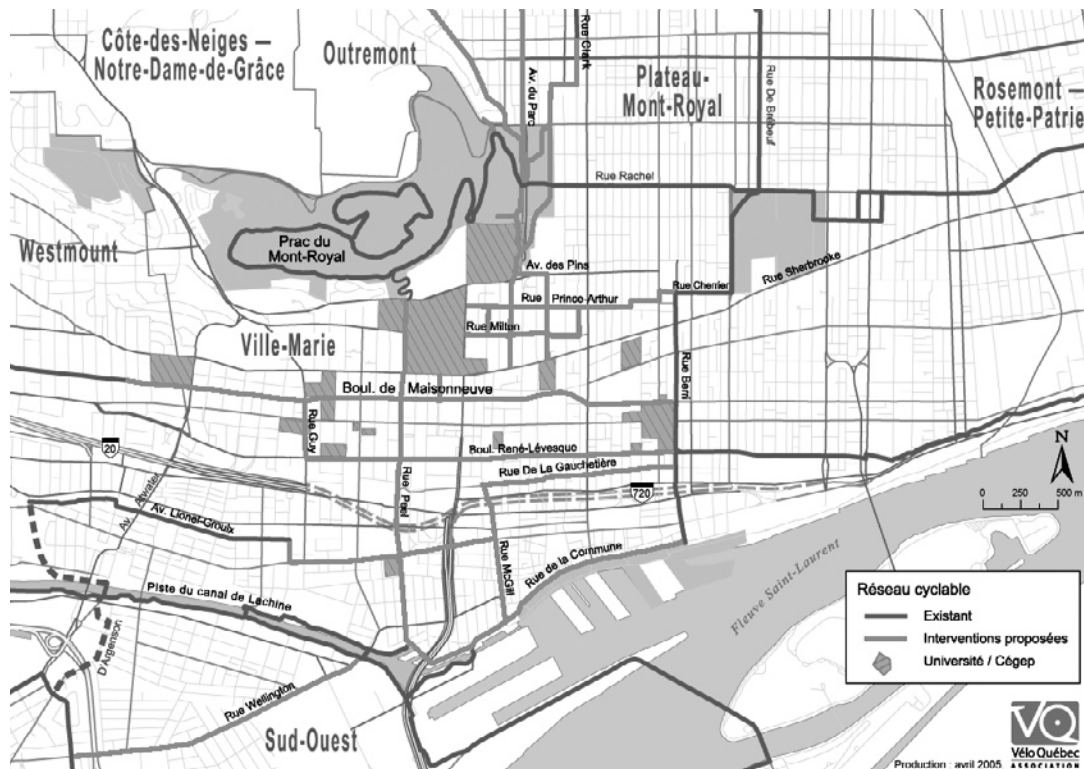 Côte-des-Neiges —
Notre-Dame-de-Grâce
Outremont
Av. du Parc
Rue Clark
Plateau-
Mont-Royal
Rue De Brébeuf
Rosemont —
Petite-Patrie
Rue Rachel
Westmount
Prac du
Mont-Royal
Av. des Pins
Rue Sherbrooke
Rue Cherrier
Rue Prince-Arthur
Rue Milton
Ville-Marie
Boul. de Maisonneuve
Rue Berri
Rue Guy
20
Boul. René-Lévesque
Rue De La Gauchetière
Rue Peel
720
N
0 250 500 m
Av. Atwater
Av. Lionel-Groulx
Rue McGill
Rue de la Commune
Piste du canal de Lachine
Fleuve Saint-Laurent
D'Argenson
Rue Wellington
Sud-Ouest
Réseau cyclable
Existant
Interventions proposées
Université / Cégep
VQ
Vélo Québec
ASSOCIATION
Production : avril 2005